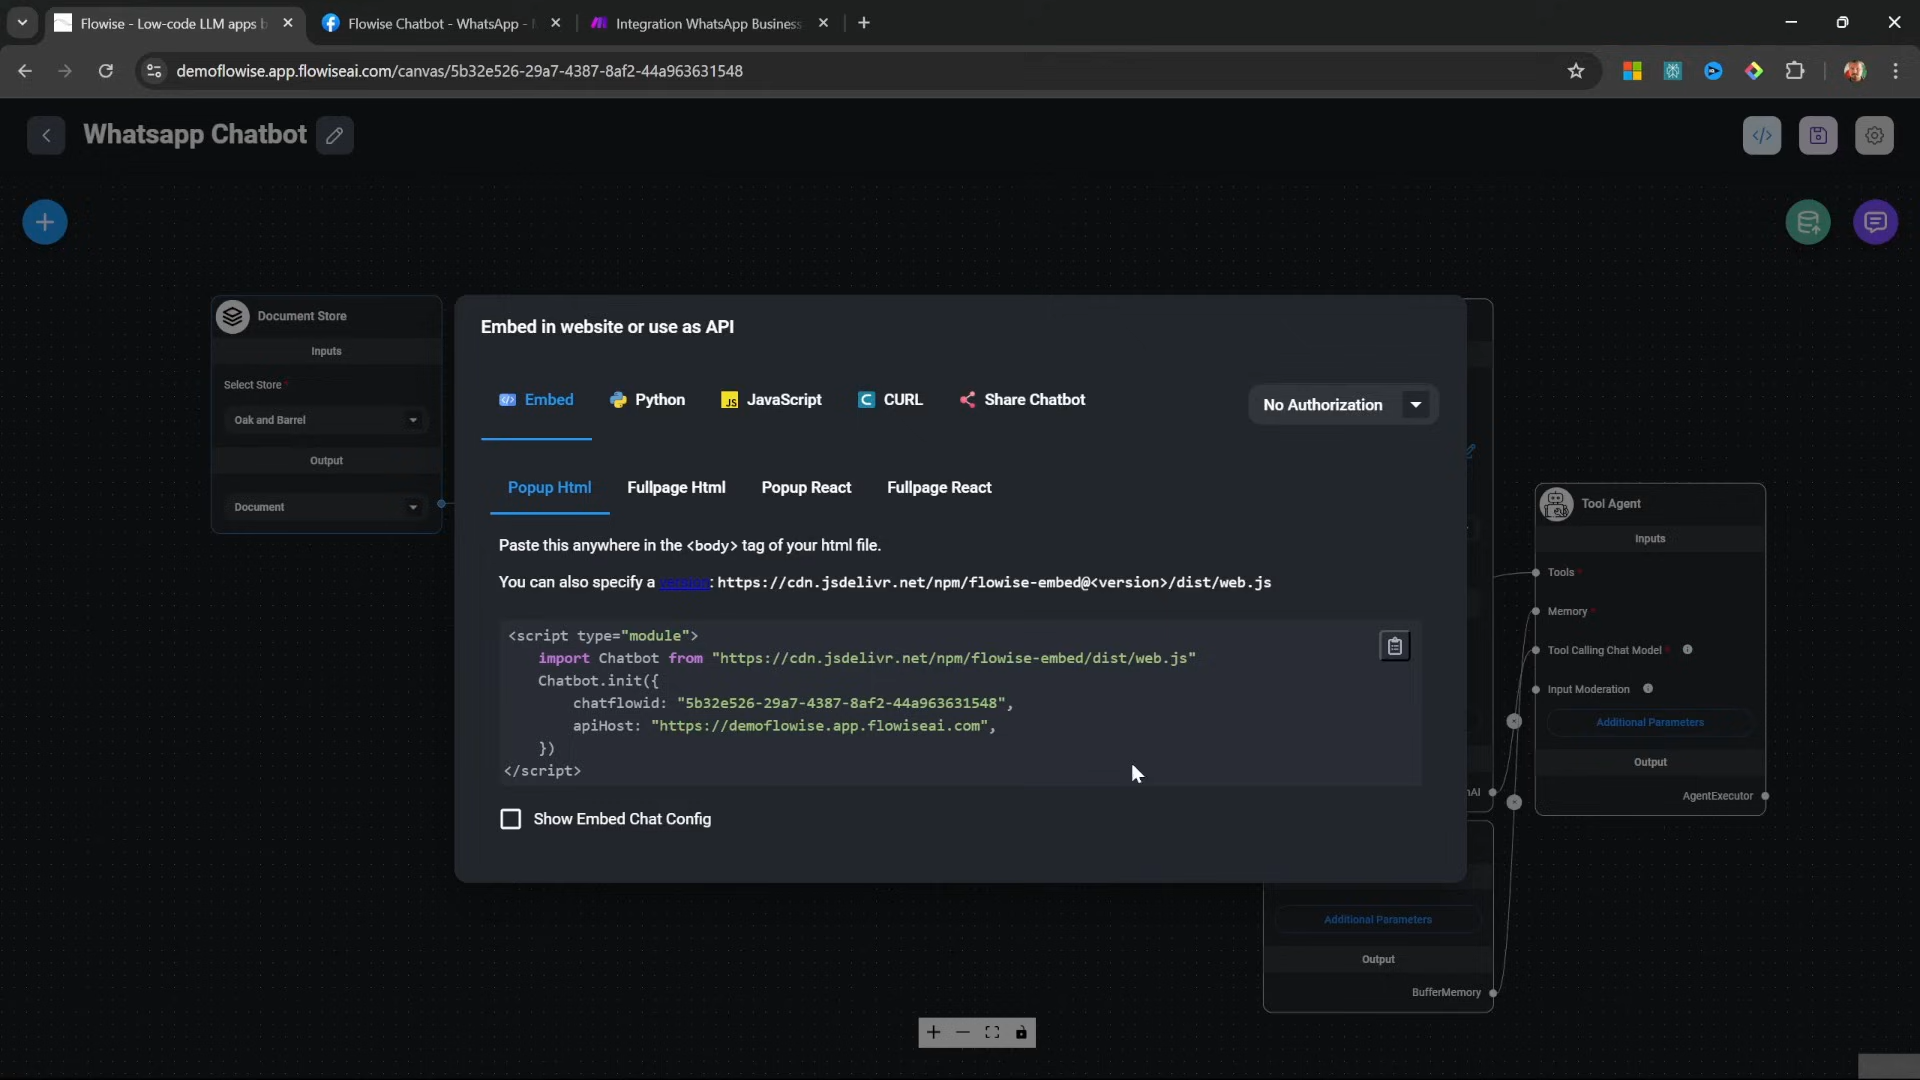 Flowise - Low-code LLM apps b
Flowise Chatbot - WhatsApp -
Integration WhatsApp Business
demoflowise.app.flowiseai.com/canvas/5b32e526-29a7-4387-8af2-44a963631548
Whatsapp Chatbot
Document Store
Inputs
Select Store *
Oak and Barrel
Output
Document
Embed in website or use as API
Embed
Python
JavaScript
CURL
Share Chatbot
No Authorization
Popup Html
Fullpage Html
Popup React
Fullpage React
Paste this anywhere in the <body> tag of your html file.
You can also specify a version: https://cdn.jsdelivr.net/npm/flowise-embed@<version>/dist/web.js
<script type="module">
import Chatbot from "https://cdn.jsdelivr.net/npm/flowise-embed/dist/web.js"
Chatbot.init({
chatflowid: "5b32e526-29a7-4387-8af2-44a963631548",
apiHost: "https://demoflowise.app.flowiseai.com",
})
</script>
Show Embed Chat Config
Tool Agent
Inputs
Tools *
Memory *
Tool Calling Chat Model *
Input Moderation
Additional Parameters
Output
AgentExecutor
Additional Parameters
Output
BufferMemory